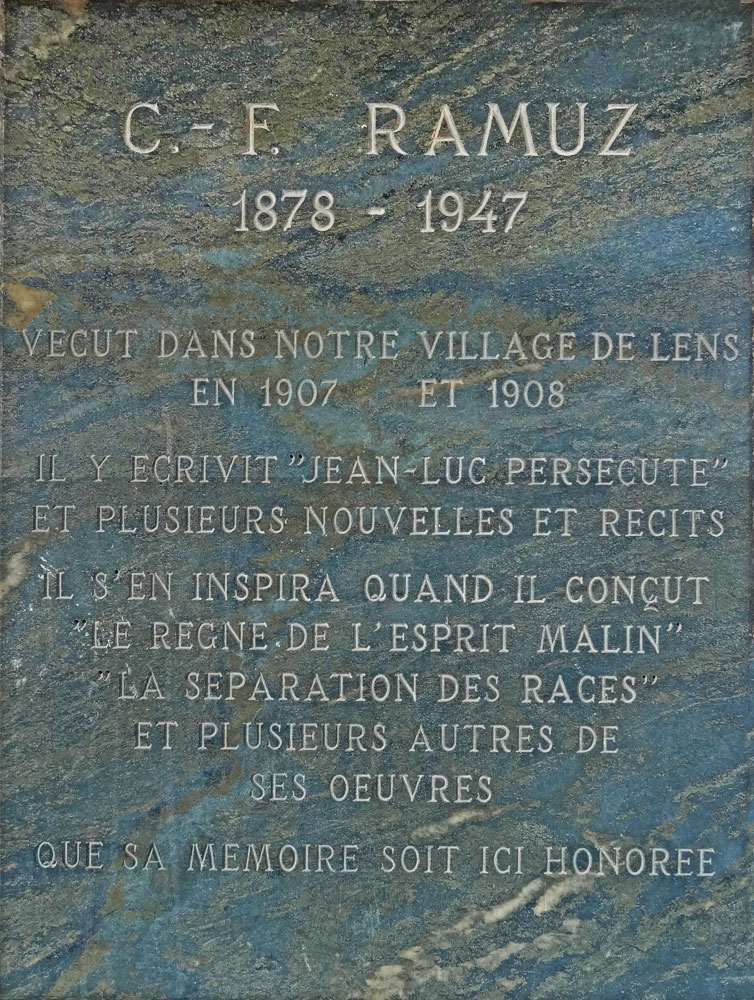 C.-F. RAMUZ
1878 - 1947
VECUT DANS NOTRE VILLAGE DE LENS
EN 1907 ET 1908
IL Y ECRIVIT "JEAN-LUC PERSECUTE"
ET PLUSIEURS NOUVELLES ET RECITS
IL S'EN INSPIRA QUAND IL CONÇUT
"LE REGNE DE L'ESPRIT MALIN"
"LA SEPARATION DES RACES"
ET PLUSIEURS AUTRES DE
SES OEUVRES
QUE SA MEMOIRE SOIT ICI HONOREE